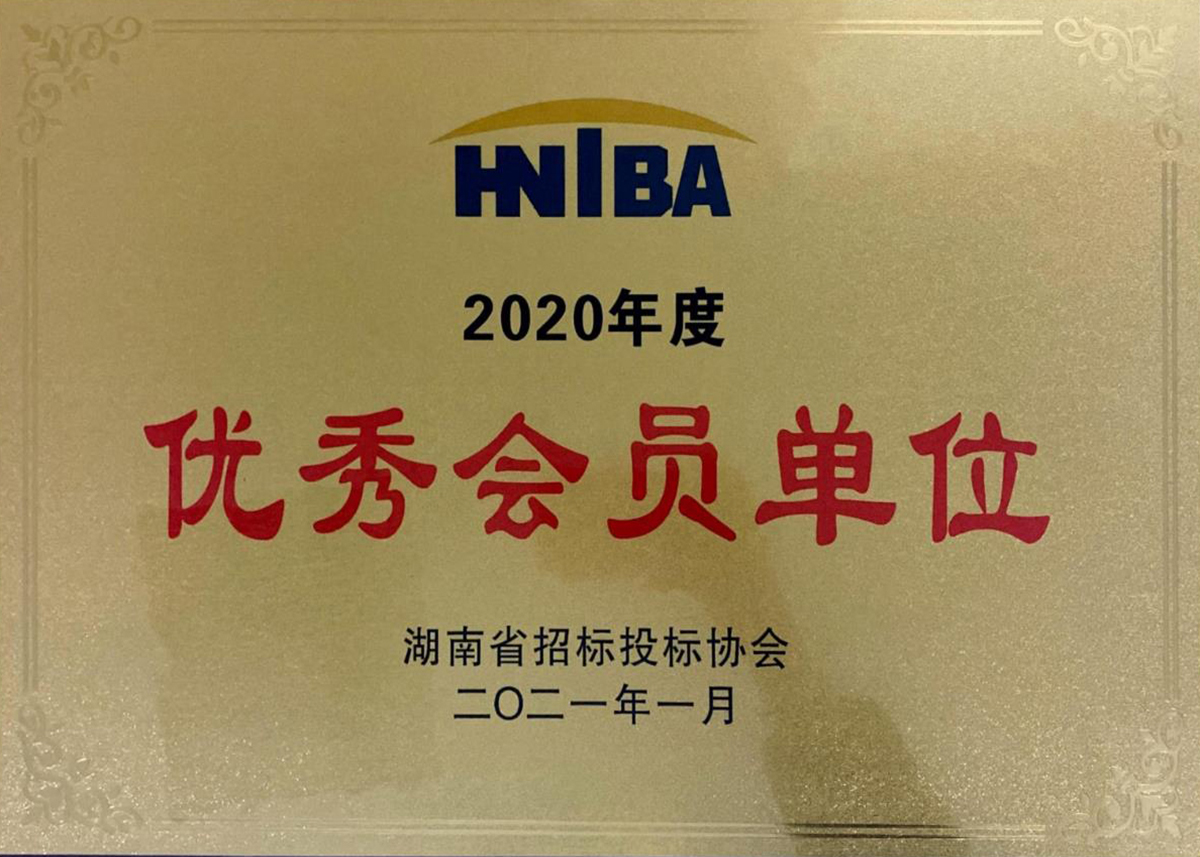 HNIBA
2020年度
优秀会员单位
湖南省招标投标协会
二〇二一年一月